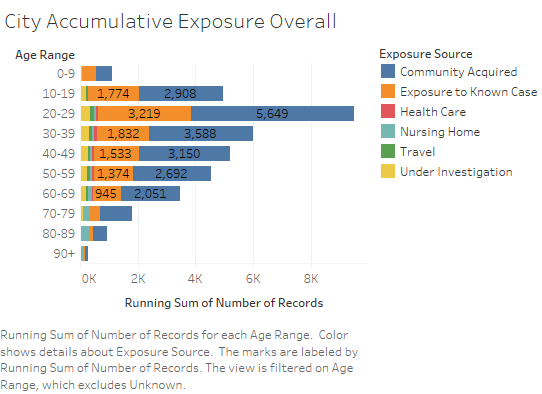 City Accumulative Exposure Overall
Age Range
Exposure Source
0-9
Community Acquired
10-19 1,774 2,908
Exposure to Known Case
20-29 3,219 5,649
Health Care
30-39 1,832 3,588
Nursing Home
40-49 1,533 3,150
Travel
50-59 1,374 2,692
Under Investigation
60-69 945 2,051
70-79
80-89
90+
0K 2K 4K 6K 8K
Running Sum of Number of Records
Running Sum of Number of Records for each Age Range.  Color
shows details about Exposure Source.  The marks are labeled by
Running Sum of Number of Records. The view is filtered on Age
Range, which excludes Unknown.